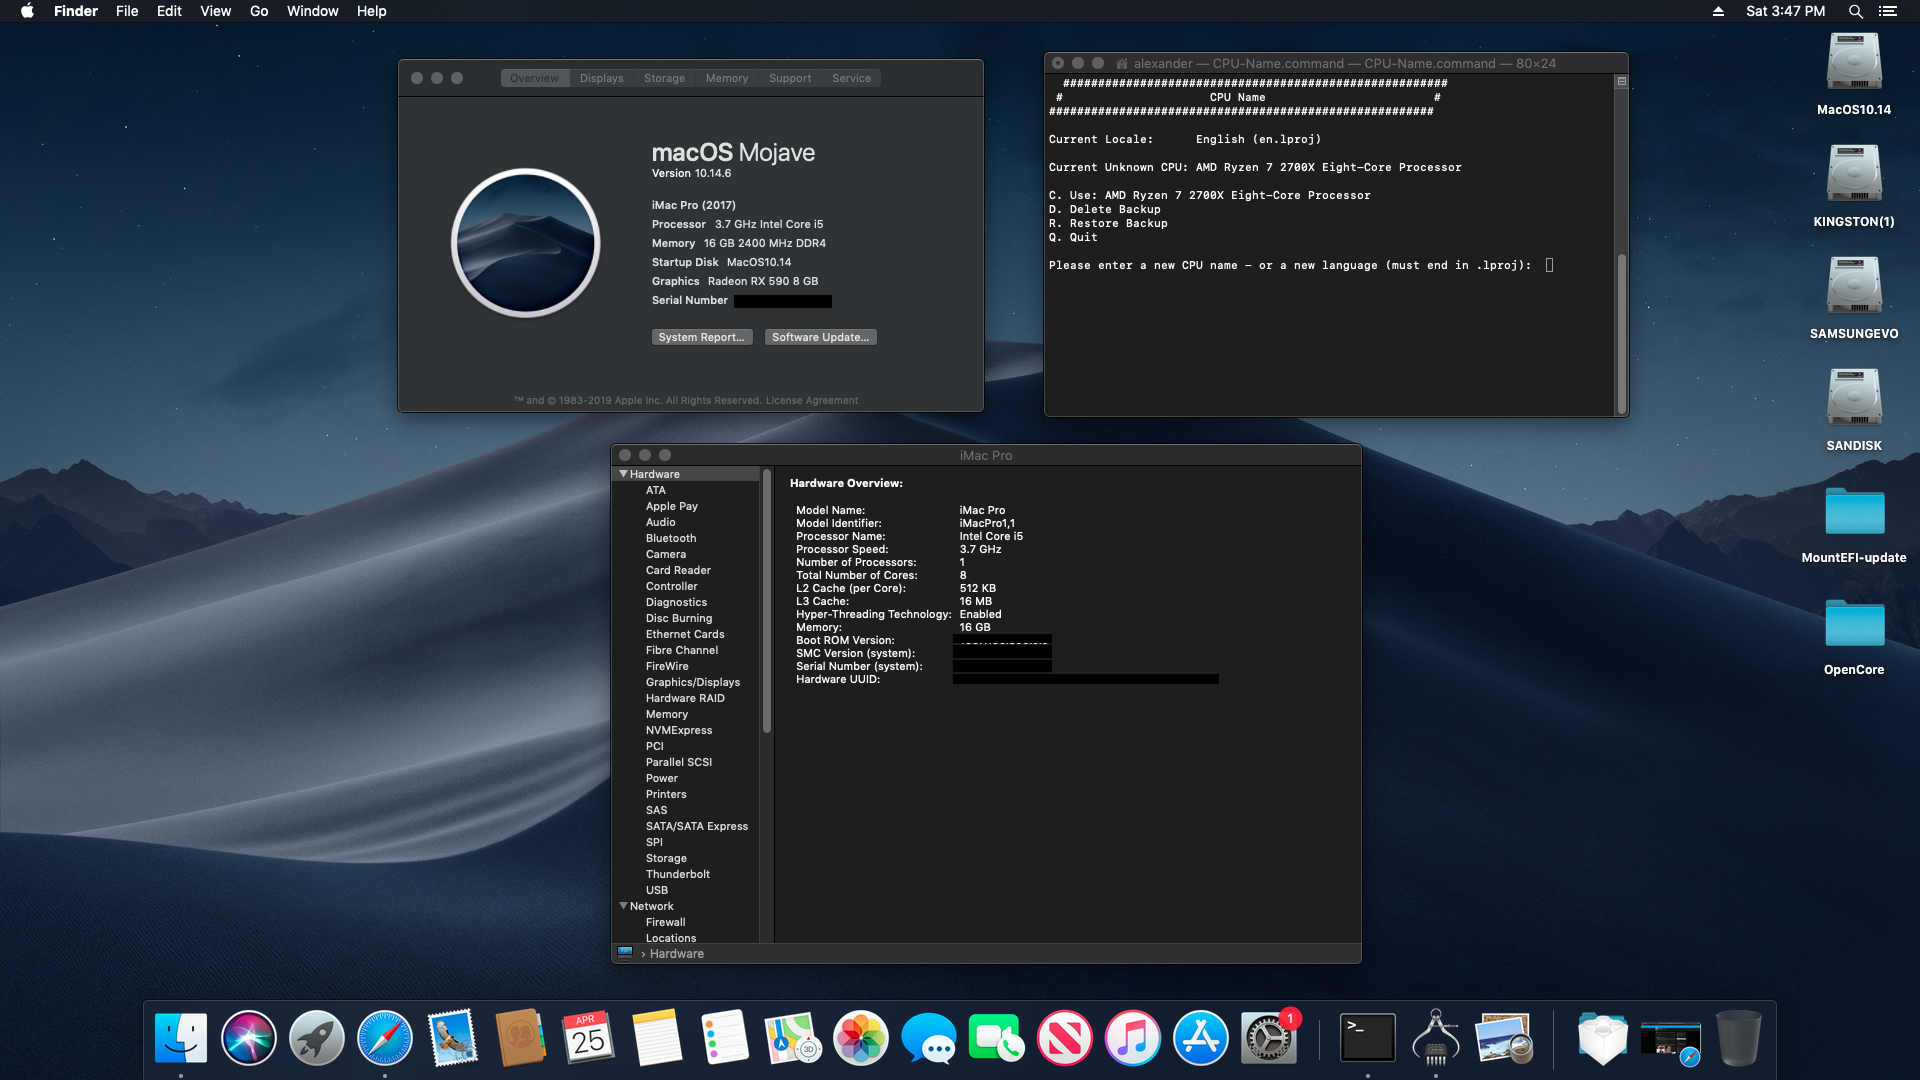 Finder File Edit View Go Window Help
Sat 3:47 PM
Overview Displays Storage Memory Support Service
macOS Mojave
Version 10.14.6
iMac Pro (2017)
Processor 3.7 GHz Intel Core i5
Memory 16 GB 2400 MHz DDR4
Startup Disk MacOS10.14
Graphics Radeon RX 590 8 GB
Serial Number
System Report... Software Update...
™ and © 1983-2019 Apple Inc. All Rights Reserved. License Agreement
alexander — CPU-Name.command — CPU-Name.command — 80×24
#######################################################
# CPU Name #
#######################################################
Current Locale: English (en.lproj)
Current Unknown CPU: AMD Ryzen 7 2700X Eight-Core Processor
C. Use: AMD Ryzen 7 2700X Eight-Core Processor
D. Delete Backup
R. Restore Backup
Q. Quit
Please enter a new CPU name - or a new language (must end in .lproj):
MacOS10.14
KINGSTON(1)
SAMSUNGEVO
SANDISK
MountEFI-update
OpenCore
iMac Pro
Hardware
ATA
Apple Pay
Audio
Bluetooth
Camera
Card Reader
Controller
Diagnostics
Disc Burning
Ethernet Cards
Fibre Channel
FireWire
Graphics/Displays
Hardware RAID
Memory
NVMExpress
PCI
Parallel SCSI
Power
Printers
SAS
SATA/SATA Express
SPI
Storage
Thunderbolt
USB
Network
Firewall
Locations
Hardware Overview:
Model Name: iMac Pro
Model Identifier: iMacPro1,1
Processor Name: Intel Core i5
Processor Speed: 3.7 GHz
Number of Processors: 1
Total Number of Cores: 8
L2 Cache (per Core): 512 KB
L3 Cache: 16 MB
Hyper-Threading Technology: Enabled
Memory: 16 GB
Boot ROM Version:
SMC Version (system):
Serial Number (system):
Hardware UUID:
› Hardware
APR
25
3D
1
>_